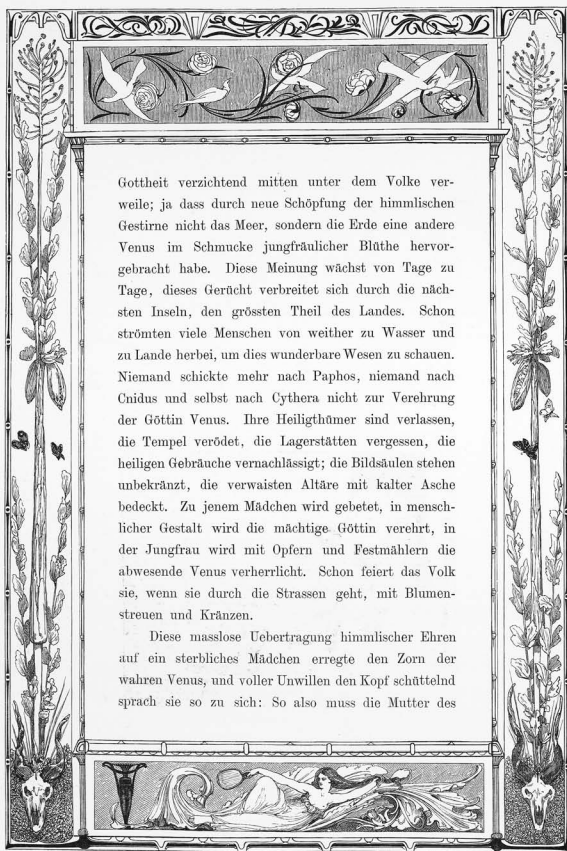 Gottheit verzichtend mitten unter dem Volke ver-
weile; ja dass durch neue Schöpfung der himmlischen
Gestirne nicht das Meer, sondern die Erde eine andere
Venus im Schmucke jungfräulicher Blüthe hervor-
gebracht habe. Diese Meinung wächst von Tage zu
Tage, dieses Gerücht verbreitet sich durch die näch-
sten Inseln, den grössten Theil des Landes. Schon
strömten viele Menschen von weither zu Wasser und
zu Lande herbei, um dies wunderbare Wesen zu schauen.
Niemand schickte mehr nach Paphos, niemand nach
Cnidus und selbst nach Cythera nicht zur Verehrung
der Göttin Venus. Ihre Heiligthümer sind verlassen,
die Tempel verödet, die Lagerstätten vergessen, die
heiligen Gebräuche vernachlässigt; die Bildsäulen stehen
unbekränzt, die verwaisten Altäre mit kalter Asche
bedeckt. Zu jenem Mädchen wird gebetet, in mensch-
licher Gestalt wird die mächtige Göttin verehrt, in
der Jungfrau wird mit Opfern und Festmählern die
abwesende Venus verherrlicht. Schon feiert das Volk
sie, wenn sie durch die Strassen geht, mit Blumen-
streuen und Kränzen.
Diese masslose Uebertragung himmlischer Ehren
auf ein sterbliches Mädchen erregte den Zorn der
wahren Venus, und voller Unwillen den Kopf schüttelnd
sprach sie so zu sich: So also muss die Mutter des